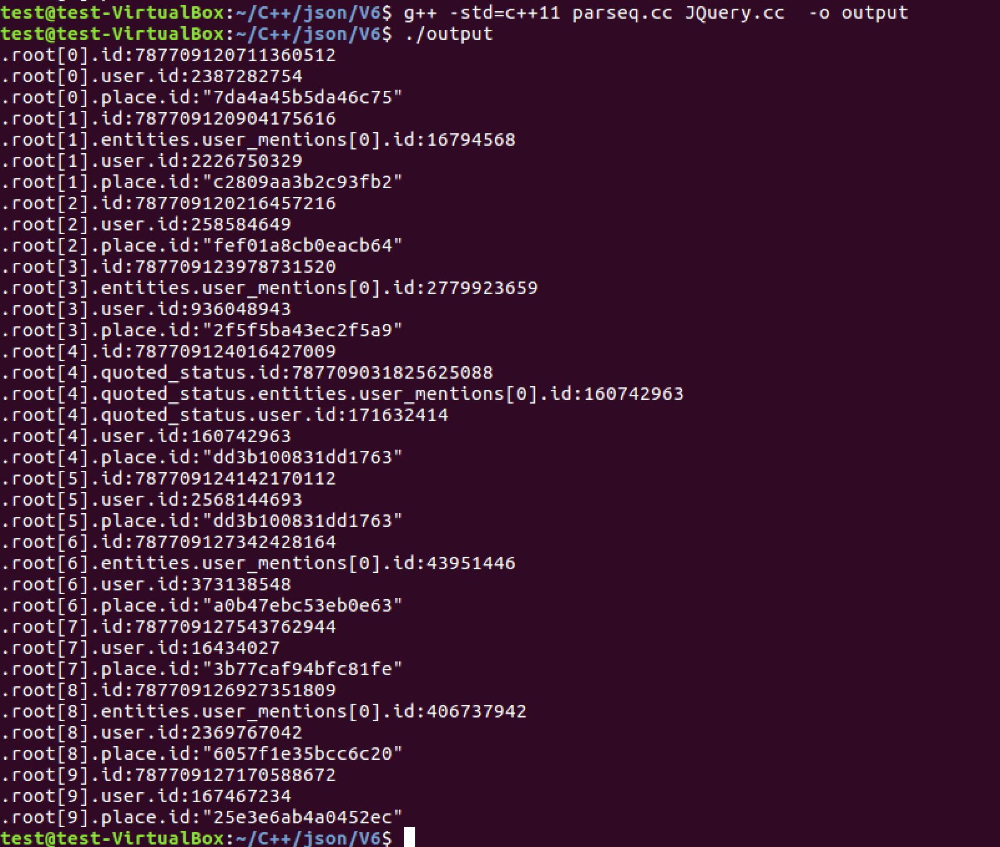 test@test-VirtualBox:~/C++/json/V6$ g++ -std=c++11 parseq.cc JQuery.cc  -o output
test@test-VirtualBox:~/C++/json/V6$ ./output
.root[0].id:787709120711360512
.root[0].user.id:2387282754
.root[0].place.id:"7da4a45b5da46c75"
.root[1].id:787709120904175616
.root[1].entities.user_mentions[0].id:16794568
.root[1].user.id:2226750329
.root[1].place.id:"c2809aa3b2c93fb2"
.root[2].id:787709120216457216
.root[2].user.id:258584649
.root[2].place.id:"fef01a8cb0eacb64"
.root[3].id:787709123978731520
.root[3].entities.user_mentions[0].id:2779923659
.root[3].user.id:936048943
.root[3].place.id:"2f5f5ba43ec2f5a9"
.root[4].id:787709124016427009
.root[4].quoted_status.id:787709031825625088
.root[4].quoted_status.entities.user_mentions[0].id:160742963
.root[4].quoted_status.user.id:171632414
.root[4].user.id:160742963
.root[4].place.id:"dd3b100831dd1763"
.root[5].id:787709124142170112
.root[5].user.id:2568144693
.root[5].place.id:"dd3b100831dd1763"
.root[6].id:787709127342428164
.root[6].entities.user_mentions[0].id:43951446
.root[6].user.id:373138548
.root[6].place.id:"a0b47ebc53eb0e63"
.root[7].id:787709127543762944
.root[7].user.id:16434027
.root[7].place.id:"3b77caf94bfc81fe"
.root[8].id:787709126927351809
.root[8].entities.user_mentions[0].id:406737942
.root[8].user.id:2369767042
.root[8].place.id:"6057f1e35bcc6c20"
.root[9].id:787709127170588672
.root[9].user.id:167467234
.root[9].place.id:"25e3e6ab4a0452ec"
test@test-VirtualBox:~/C++/json/V6$